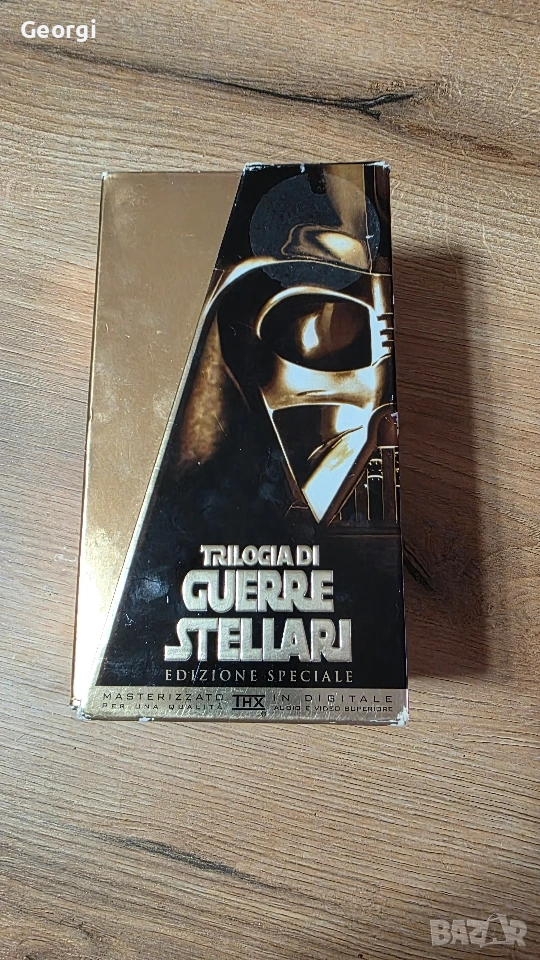 Georgi
TRILOGIA DI
GUERRE
STELLARI
EDIZIONE SPECIALE
MASTERIZZATO THX IN DIGITALE
PER UNA QUALITÀ AUDIO E VIDEO SUPERIORE
BAZAR